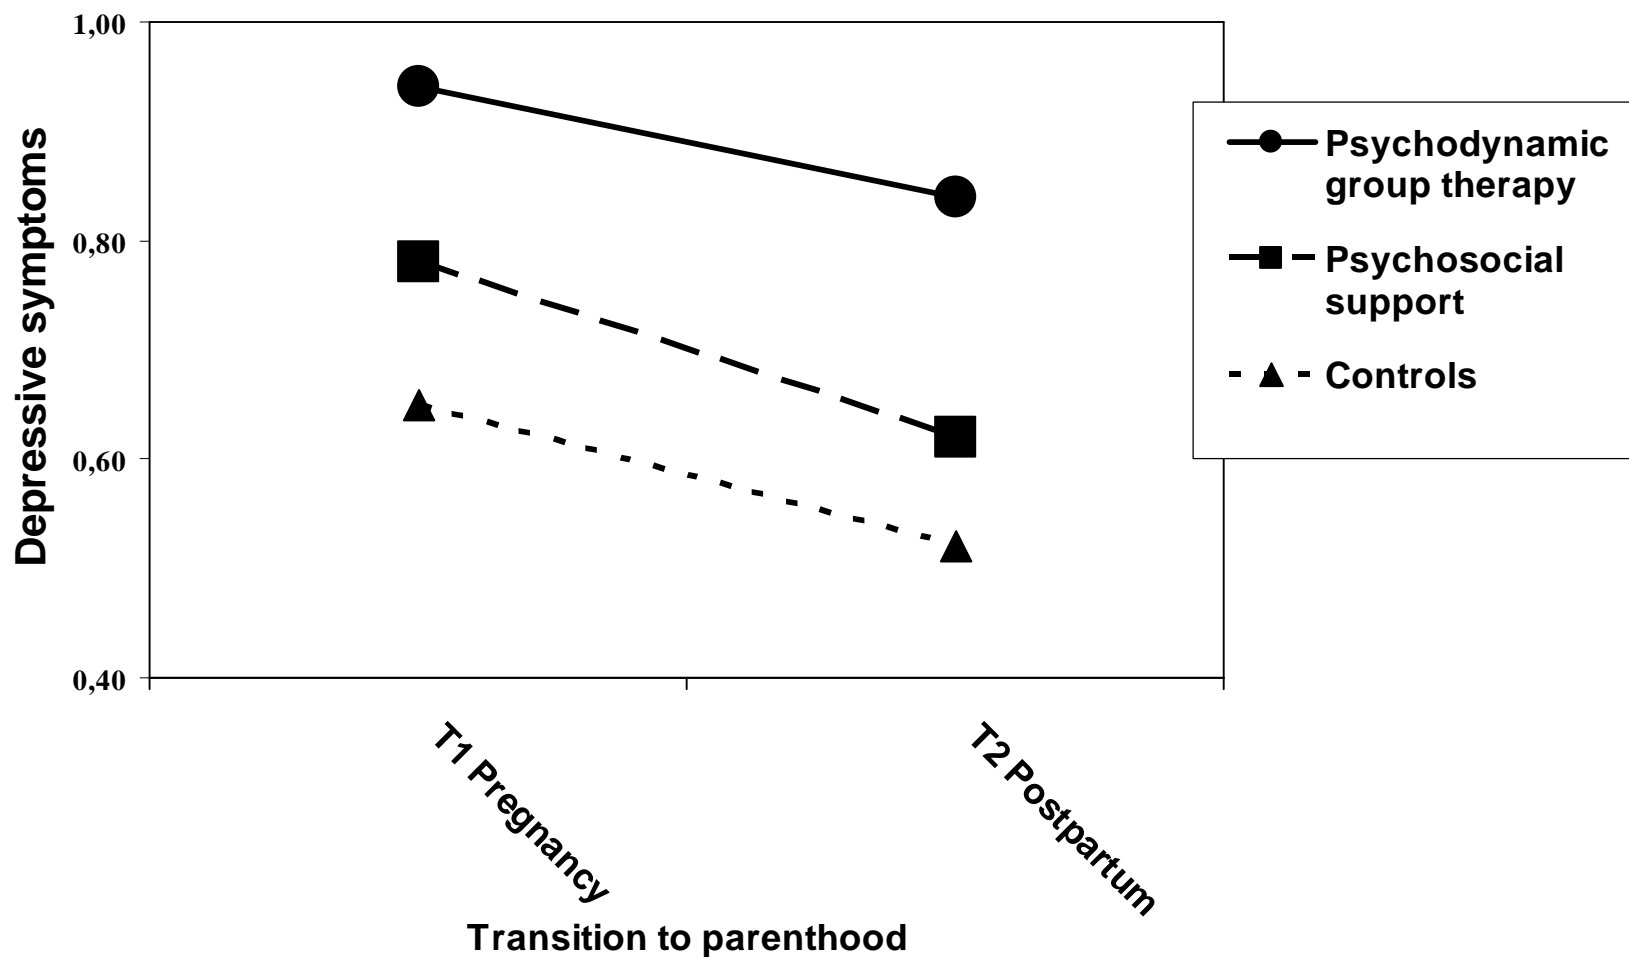 1,00
0,80
0,60
0,40
Depressive symptoms
T1 Pregnancy
T2 Postpartum
Transition to parenthood
Psychodynamic
group therapy
Psychosocial
support
Controls